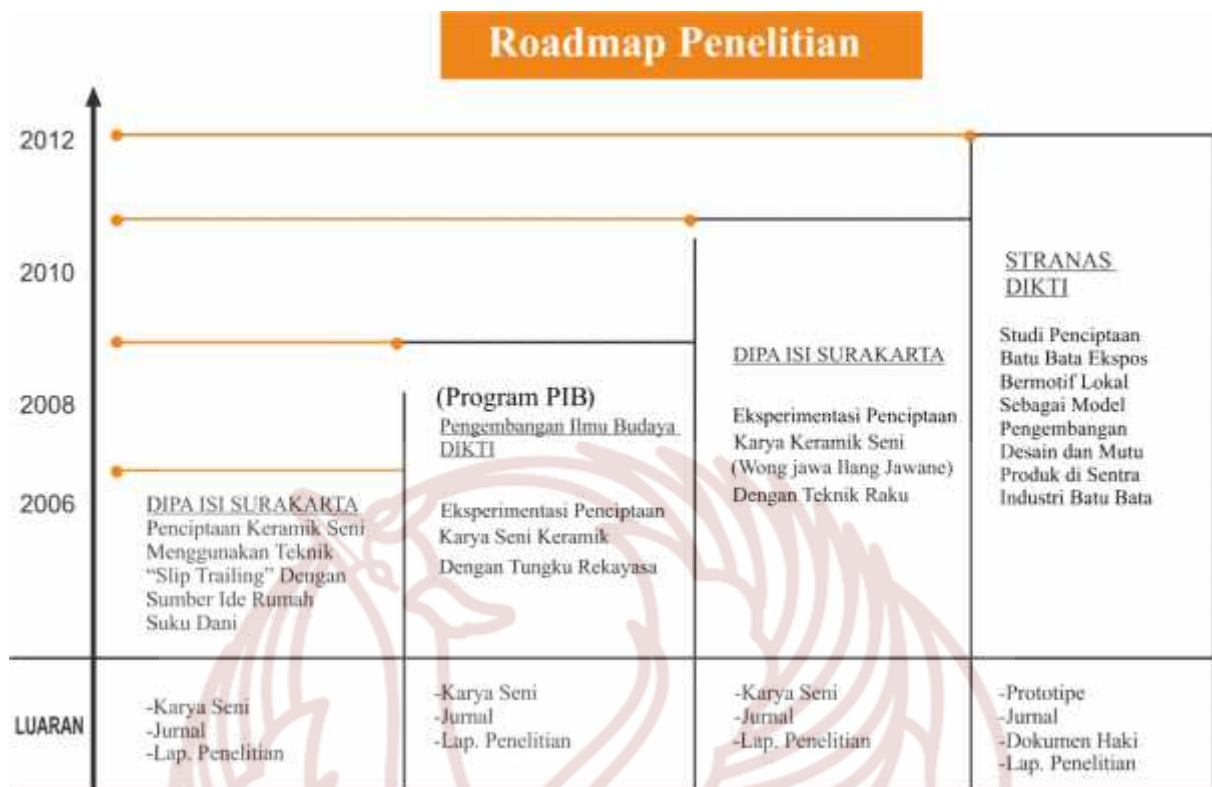 Roadmap Penelitian
2012
2010
2008
2006
DIPA ISI SURAKARTA
Penciptaan Keramik Seni
Menggunakan Teknik
“Slip Trailing” Dengan
Sumber Ide Rumah
Suku Dani
(Program PIB)
Pengembangan Ilmu Budaya
DIKTI
Eksperimentasi Penciptaan
Karya Seni Keramik
Dengan Tungku Rekayasa
DIPA ISI SURAKARTA
Eksperimentasi Penciptaan
Karya Keramik Seni
(Wong jawa Ilang Jawane)
Dengan Teknik Raku
STRANAS
DIKTI
Studi Penciptaan
Batu Bata Ekspos
Bermotif Lokal
Sebagai Model
Pengembangan
Desain dan Mutu
Produk di Sentra
Industri Batu Bata
LUARAN
-Karya Seni
-Jurnal
-Lap. Penelitian
-Karya Seni
-Jurnal
-Lap. Penelitian
-Karya Seni
-Jurnal
-Lap. Penelitian
-Prototipe
-Jurnal
-Dokumen Haki
-Lap. Penelitian